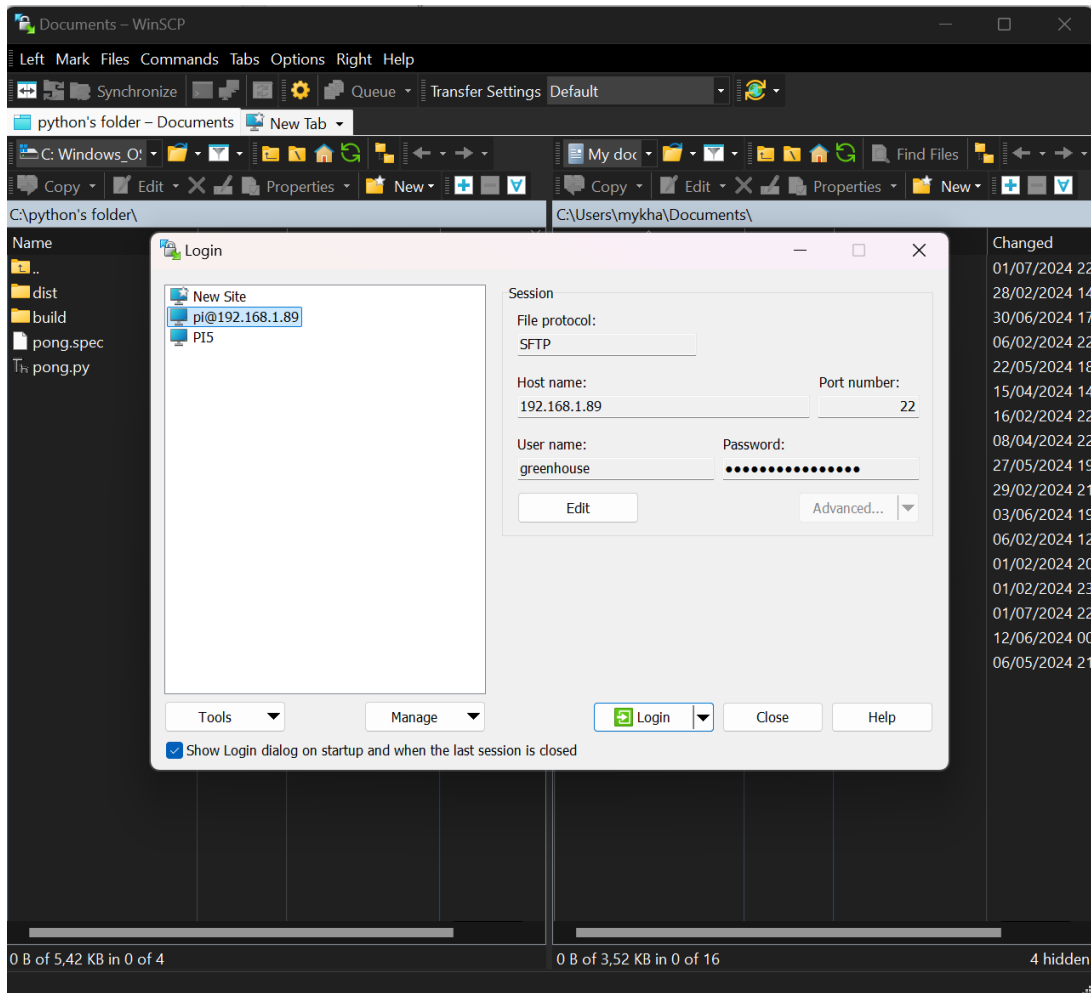 Documents – WinSCP
Left Mark Files Commands Tabs Options Right Help
Synchronize Queue Transfer Settings Default
python's folder – Documents New Tab
C: Windows_O: My doc Find Files
Copy Edit Properties New Copy Edit Properties New
C:\python's folder\ C:\Users\mykha\Documents\
Name Changed
..
dist
build
pong.spec
pong.py
Login
New Site
pi@192.168.1.89
PI5
Session
File protocol:
SFTP
Host name: Port number:
192.168.1.89 22
User name: Password:
greenhouse ●●●●●●●●●●●●●●●●
Edit Advanced...
Tools Manage Login Close Help
Show Login dialog on startup and when the last session is closed
01/07/2024 22
28/02/2024 14
30/06/2024 17
06/02/2024 22
22/05/2024 18
15/04/2024 14
16/02/2024 22
08/04/2024 22
27/05/2024 19
29/02/2024 21
03/06/2024 19
06/02/2024 12
01/02/2024 20
01/02/2024 23
01/07/2024 22
12/06/2024 00
06/05/2024 21
0 B of 5,42 KB in 0 of 4 0 B of 3,52 KB in 0 of 16 4 hidden